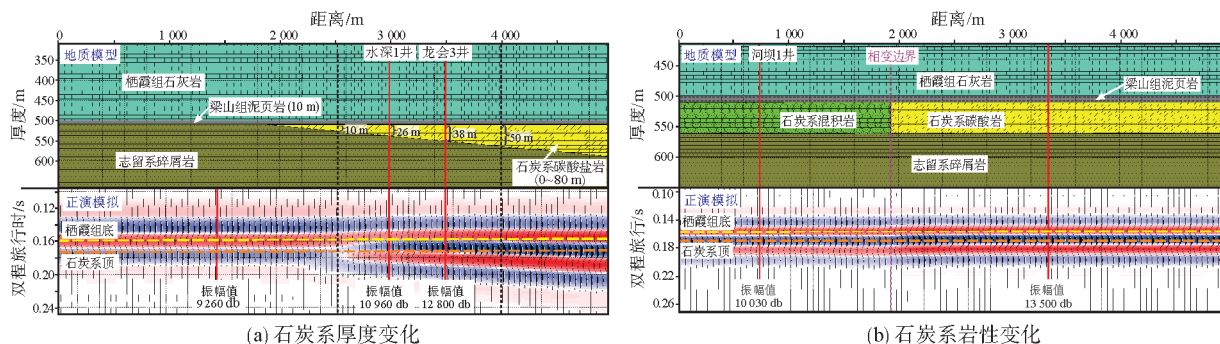 距离/m
0 1 000 2 000 3 000 4 000
水深1井 龙会3井
地质模型
厚度/m
350
400
450
500
550
600
栖霞组石灰岩
梁山组泥页岩(10 m)
10 m 26 m 38 m 50 m
志留系碎屑岩
石炭系碳酸盐岩
(0~80 m)
正演模拟
双程旅行时/s
0.12
0.16
0.20
0.24
栖霞组底
石炭系顶
振幅值
9 260 db
振幅值
10 960 db
振幅值
12 800 db
(a) 石炭系厚度变化
距离/m
0 1 000 2 000 3 000 4 000
地质模型 河坝1井 相变边界
厚度/m
450
500
550
600
栖霞组石灰岩
梁山组泥页岩
石炭系混积岩
石炭系碳酸岩
志留系碎屑岩
正演模拟
双程旅行/s
0.10
0.14
0.18
0.22
0.26
栖霞组底
石炭系顶
振幅值
10 030 db
振幅值
13 500 db
(b) 石炭系岩性变化